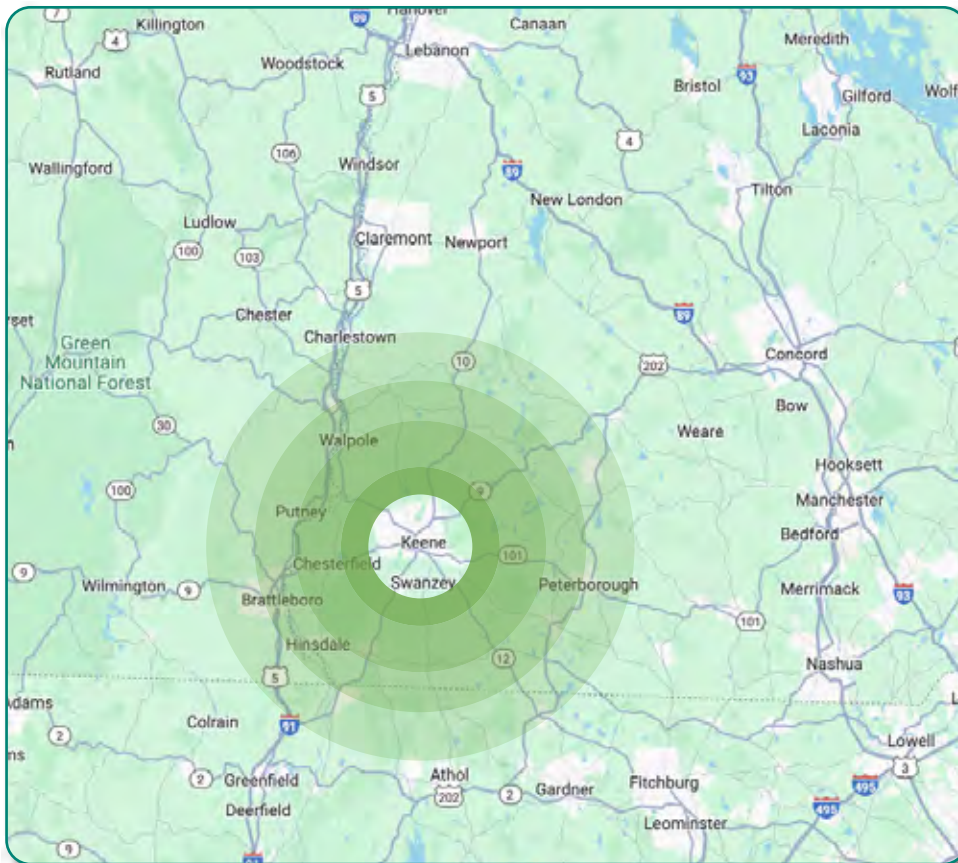 7
Killington
89
Hanover
Canaan
4
Lebanon
Meredith
Woodstock
93
Rutland
Bristol
Gilford
5
Wolf
Laconia
4
106
Wallingford
Windsor
89
Tilton
New London
Ludlow
Claremont
Newport
100
103
5
Chester
89
Charlestown
rset
Green
Mountain
National Forest
10
202
Concord
Bow
30
Walpole
Weare
Hooksett
100
9
Manchester
Putney
Bedford
Keene
101
Chesterfield
9
Wilmington
9
Swanzey
Peterborough
Merrimack
93
Brattleboro
101
Hinsdale
12
Nashua
5
Adams
Colrain
91
2
Lowell
3
ms
2
Greenfield
Athol
Fitchburg
202
2
Gardner
495
Deerfield
495
Leominster
9
91